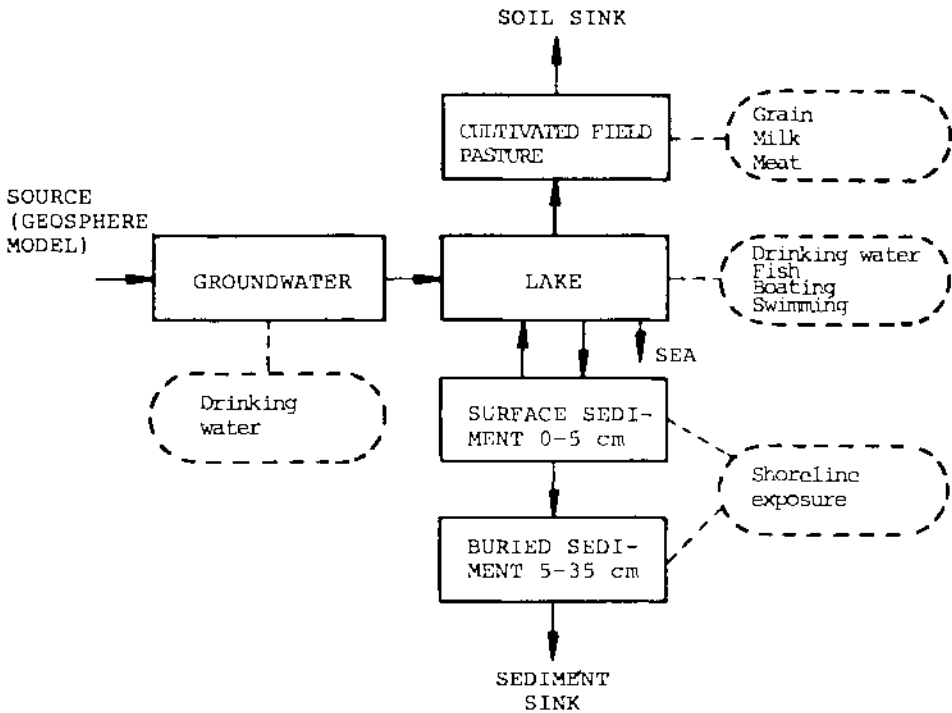 SOIL SINK
CULTIVATED FIELD
PASTURE
Grain
Milk
Meat
SOURCE
(GEOSPHERE
MODEL)
GROUNDWATER
LAKE
Drinking water
Fish
Boating
Swimming
SEA
Drinking
water
SURFACE SEDI-
MENT 0-5 cm
Shoreline
exposure
BURIED SEDI-
MENT 5-35 cm
SEDIMENT
SINK